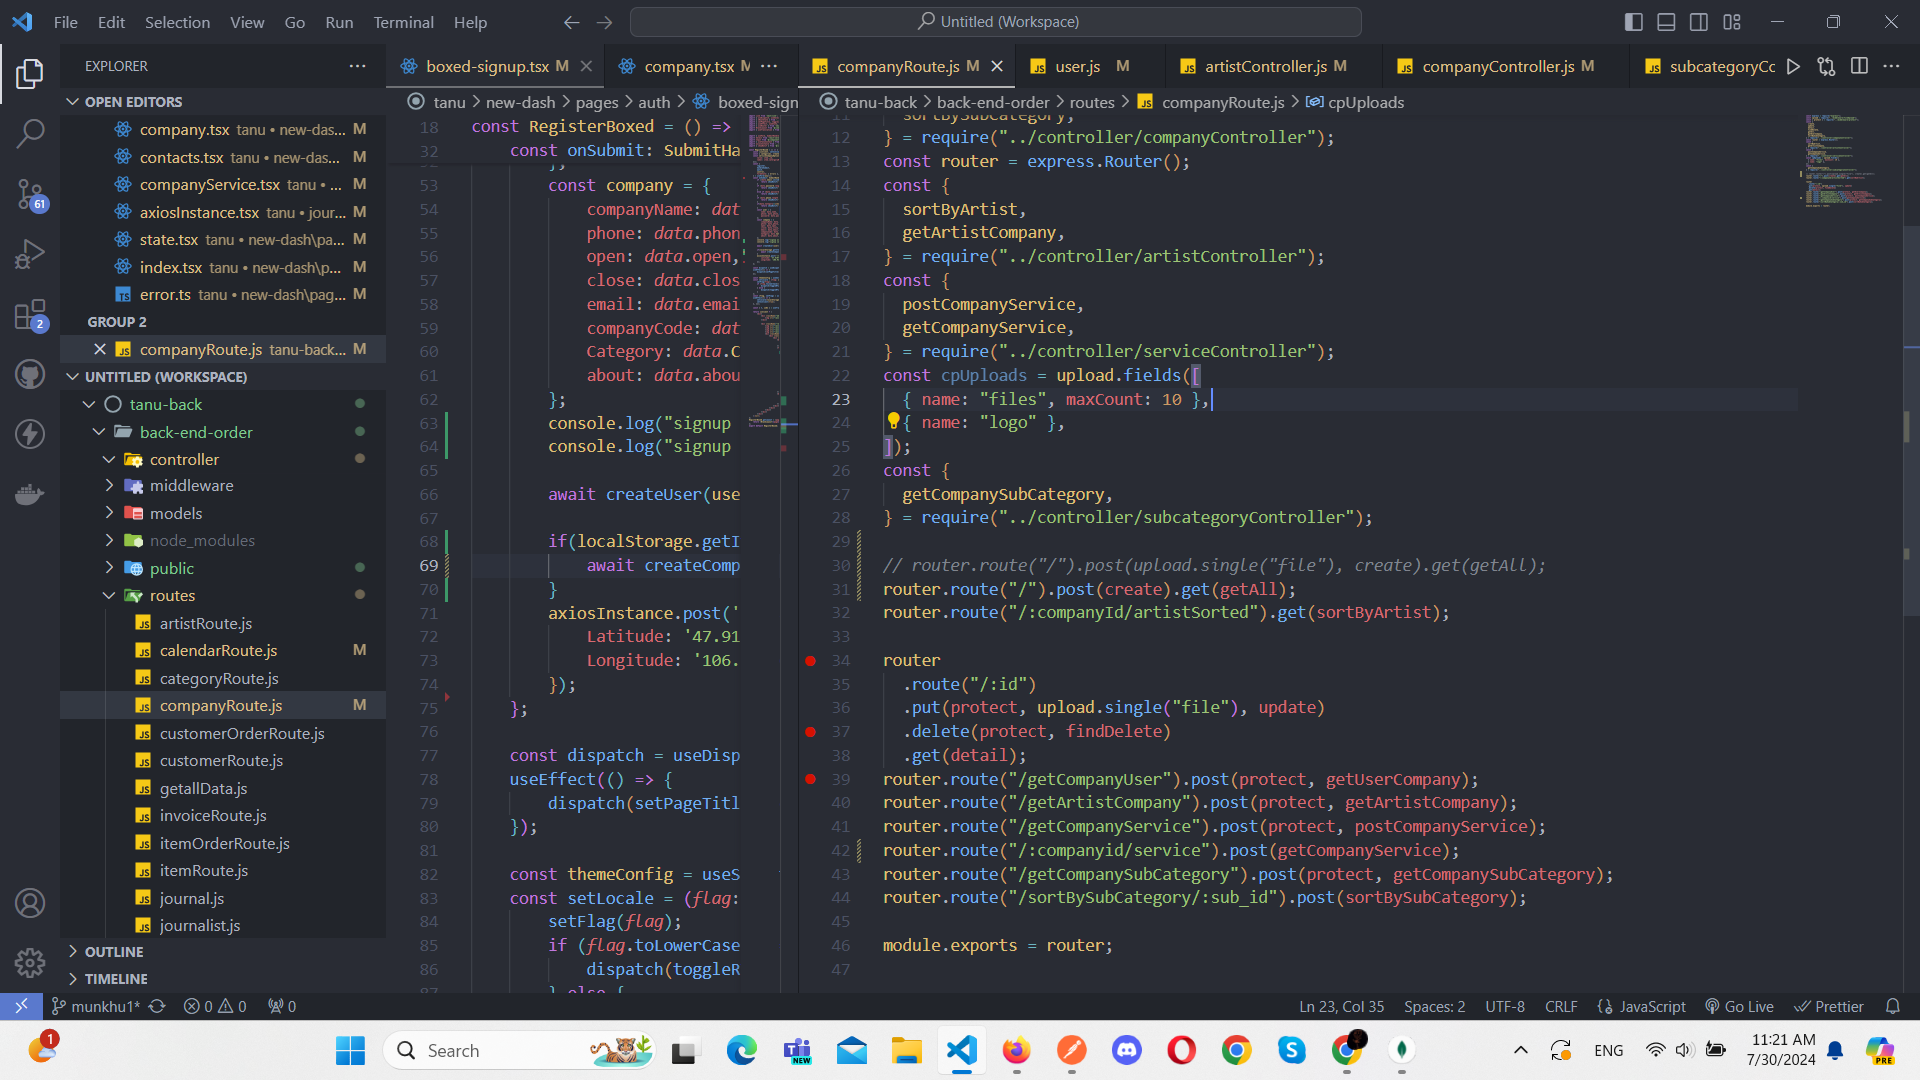 File Edit Selection View Go Run Terminal Help
Untitled (Workspace)
EXPLORER
OPEN EDITORS
company.tsx tanu • new-das... M
contacts.tsx tanu • new-das... M
companyService.tsx tanu • ... M
axiosInstance.tsx tanu • jour... M
state.tsx tanu • new-dash\pa... M
index.tsx tanu • new-dash\p... M
error.ts tanu • new-dash\pag... M
GROUP 2
companyRoute.js tanu-back... M
UNTITLED (WORKSPACE)
tanu-back
back-end-order
controller
middleware
models
node_modules
public
routes
artistRoute.js
calendarRoute.js M
categoryRoute.js
companyRoute.js M
customerOrderRoute.js
customerRoute.js
getallData.js
invoiceRoute.js
itemOrderRoute.js
itemRoute.js
journal.js
journalist.js
OUTLINE
TIMELINE
61
2
boxed-signup.tsx M
company.tsx M
tanu > new-dash > pages > auth > boxed-sign
18 const RegisterBoxed = () =>
32 const onSubmit: SubmitHa
53 const company = {
54 companyName: dat
55 phone: data.phon
56 open: data.open,
57 close: data.clos
58 email: data.emai
59 companyCode: dat
60 Category: data.C
61 about: data.abou
62 };
63 console.log("signup
64 console.log("signup
65
66 await createUser(use
67
68 if(localStorage.getI
69 await createComp
70 }
71 axiosInstance.post('
72 Latitude: '47.91
73 Longitude: '106.
74 });
75 };
76
77 const dispatch = useDisp
78 useEffect(() => {
79 dispatch(setPageTitl
80 });
81
82 const themeConfig = useS
83 const setLocale = (flag:
84 setFlag(flag);
85 if (flag.toLowerCase
86 dispatch(toggleR
87 } else {
companyRoute.js M
user.js M
artistController.js M
companyController.js M
subcategoryCc
tanu-back > back-end-order > routes > companyRoute.js > cpUploads
11 sortBySubCategory,
12 } = require("../controller/companyController");
13 const router = express.Router();
14 const {
15 sortByArtist,
16 getArtistCompany,
17 } = require("../controller/artistController");
18 const {
19 postCompanyService,
20 getCompanyService,
21 } = require("../controller/serviceController");
22 const cpUploads = upload.fields([
23 { name: "files", maxCount: 10 },
24 { name: "logo" },
25 ]);
26 const {
27 getCompanySubCategory,
28 } = require("../controller/subcategoryController");
29
30 // router.route("/").post(upload.single("file"), create).get(getAll);
31 router.route("/").post(create).get(getAll);
32 router.route("/:companyId/artistSorted").get(sortByArtist);
33
34 router
35 .route("/:id")
36 .put(protect, upload.single("file"), update)
37 .delete(protect, findDelete)
38 .get(detail);
39 router.route("/getCompanyUser").post(protect, getUserCompany);
40 router.route("/getArtistCompany").post(protect, getArtistCompany);
41 router.route("/getCompanyService").post(protect, postCompanyService);
42 router.route("/:companyid/service").post(getCompanyService);
43 router.route("/getCompanySubCategory").post(protect, getCompanySubCategory);
44 router.route("/sortBySubCategory/:sub_id").post(sortBySubCategory);
45
46 module.exports = router;
47
munkhu1* 0 0 0
Ln 23, Col 35 Spaces: 2 UTF-8 CRLF JavaScript Go Live Prettier
1
Search
NEW
ENG
11:21 AM
7/30/2024
PRE